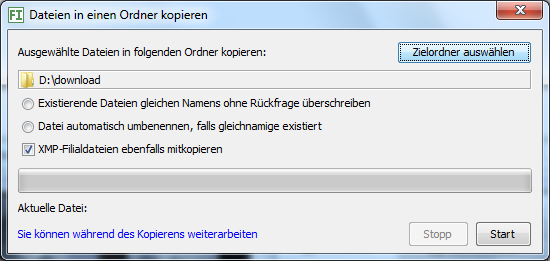 FI Dateien in einen Ordner kopieren
Ausgewählte Dateien in folgenden Ordner kopieren: Zielordner auswählen
D:\download
Existierende Dateien gleichen Namens ohne Rückfrage überschreiben
Datei automatisch umbenennen, falls gleichnamige existiert
XMP-Filialdateien ebenfalls mitkopieren
Aktuelle Datei:
Sie können während des Kopierens weiterarbeiten Stopp Start